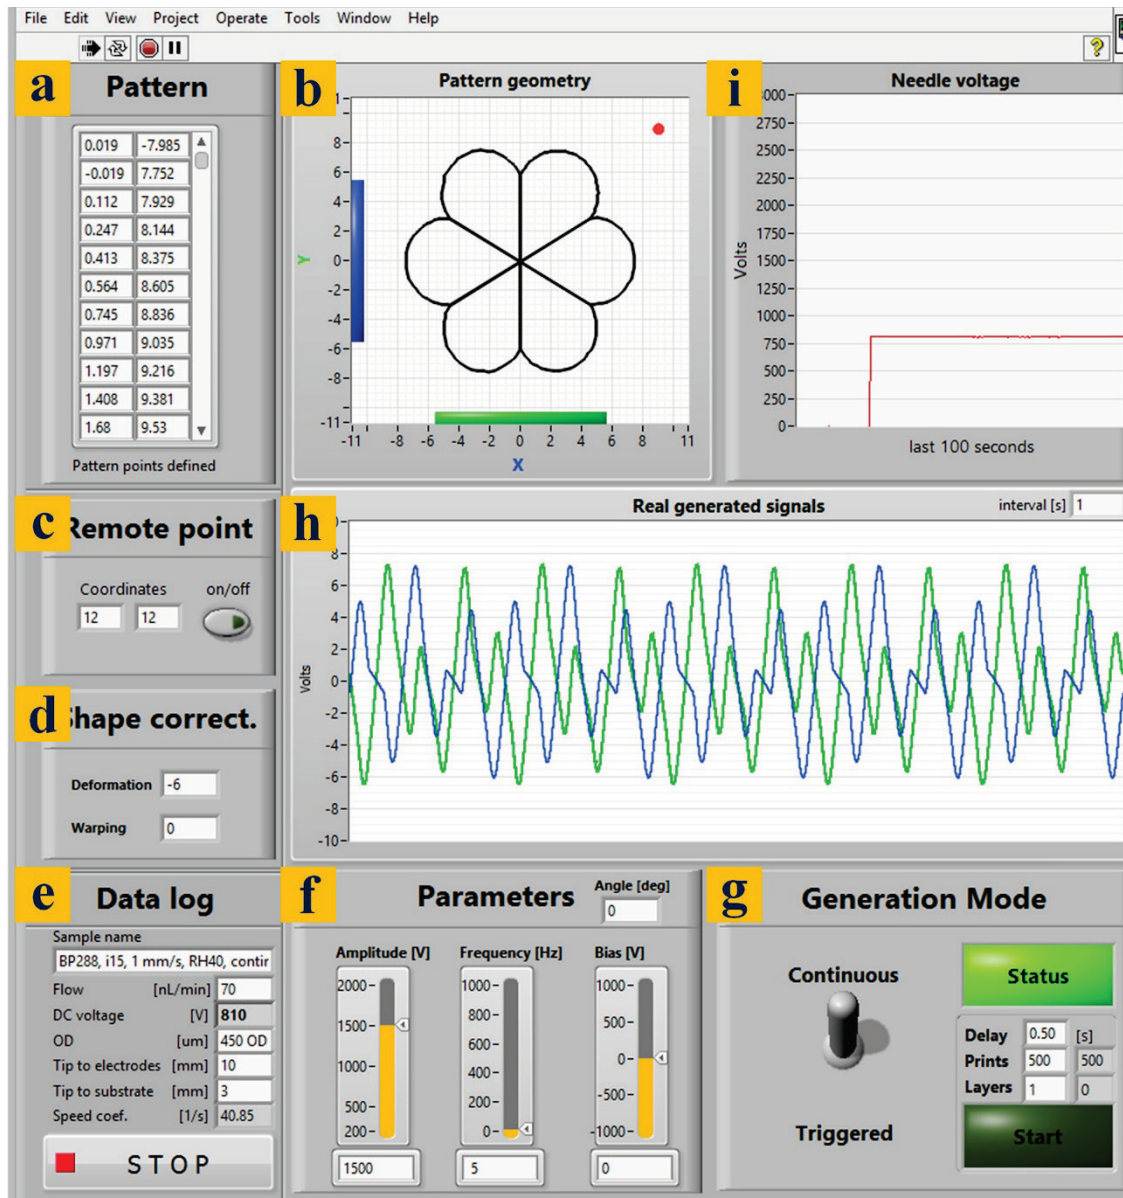 File Edit View Project Operate Tools Window Help
a Pattern
0.019 -7.985
-0.019 7.752
0.112 7.929
0.247 8.144
0.413 8.375
0.564 8.605
0.745 8.836
0.971 9.035
1.197 9.216
1.408 9.381
1.68 9.53
Pattern points defined
b Pattern geometry
1
8
6
4
2
0
-2
-4
-6
-8
-11
Y
-11 -8 -6 -4 -2 0 2 4 6 8 11
X
i Needle voltage
3000
2750
2500
2250
2000
1750
1500
1250
1000
750
500
250
0
Volts
last 100 seconds
c Remote point
Coordinates on/off
12 12
d Shape correct.
Deformation -6
Warping 0
h Real generated signals
interval [s] 1
8
6
4
2
0
-2
-4
-6
-8
-10
Volts
e Data log
Sample name
BP288, i15, 1 mm/s, RH40, contin
Flow [nL/min] 70
DC voltage [V] 810
OD [um] 450 OD
Tip to electrodes [mm] 10
Tip to substrate [mm] 3
Speed coef. [1/s] 40.85
STOP
f Parameters
Angle [deg]
0
Amplitude [V] Frequency [Hz] Bias [V]
2000
1500
1000
500
200
1500
1000
800
600
400
200
0
5
1000
500
0
-500
-1000
0
g Generation Mode
Continuous
Triggered
Status
Delay 0.50 [s]
Prints 500 500
Layers 1 0
Start